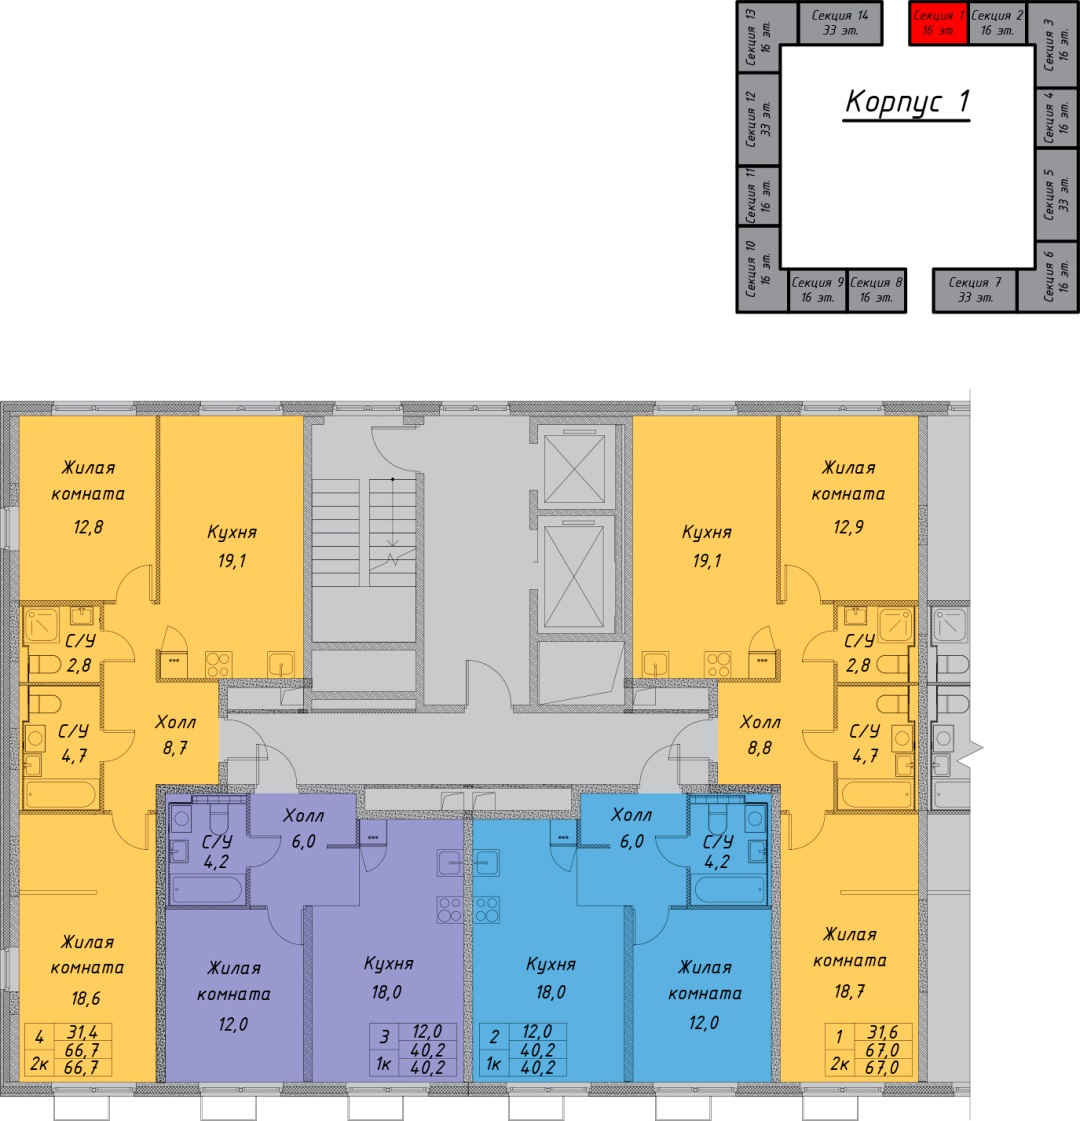 Секция 13
16 эт.
Секция 14
33 эт.
Секция 1
16 эт.
Секция 2
16 эт.
Секция 3
16 эт.
Секция 12
33 эт.
Корпус 1
Секция 4
16 эт.
Секция 11
16 эт.
Секция 5
33 эт.
Секция 10
16 эт.
Секция 9
16 эт.
Секция 8
16 эт.
Секция 7
33 эт.
Секция 6
16 эт.
Жилая
комната
12,8
Кухня
19,1
Кухня
19,1
Жилая
комната
12,9
С/У
2,8
С/У
2,8
С/У
4,7
Холл
8,7
Холл
8,8
С/У
4,7
С/У
4,2
Холл
6,0
Холл
6,0
С/У
4,2
Жилая
комната
18,6
Жилая
комната
12,0
Кухня
18,0
Кухня
18,0
Жилая
комната
12,0
Жилая
комната
18,7
4 31,4
66,7
2к 66,7
3 12,0
40,2
1к 40,2
2 12,0
40,2
1к 40,2
1 31,6
67,0
2к 67,0